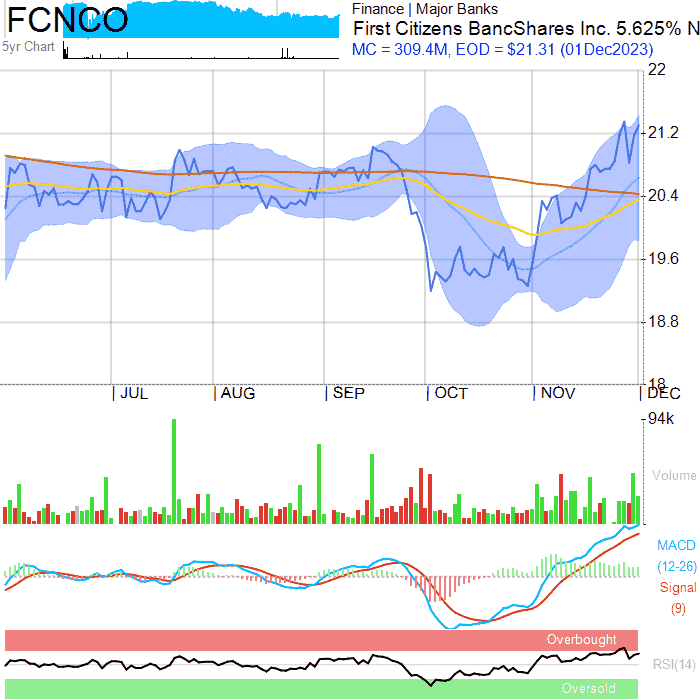 FCNCO
5yr Chart
Finance | Major Banks
First Citizens BancShares Inc. 5.625% N
MC = 309.4M, EOD = $21.31 (01Dec2023)
22
21.2
20.4
19.6
18.8
18
JUL
AUG
SEP
OCT
NOV
DEC
94k
Volume
MACD
(12-26)
Signal
(9)
Overbought
RSI(14)
Oversold